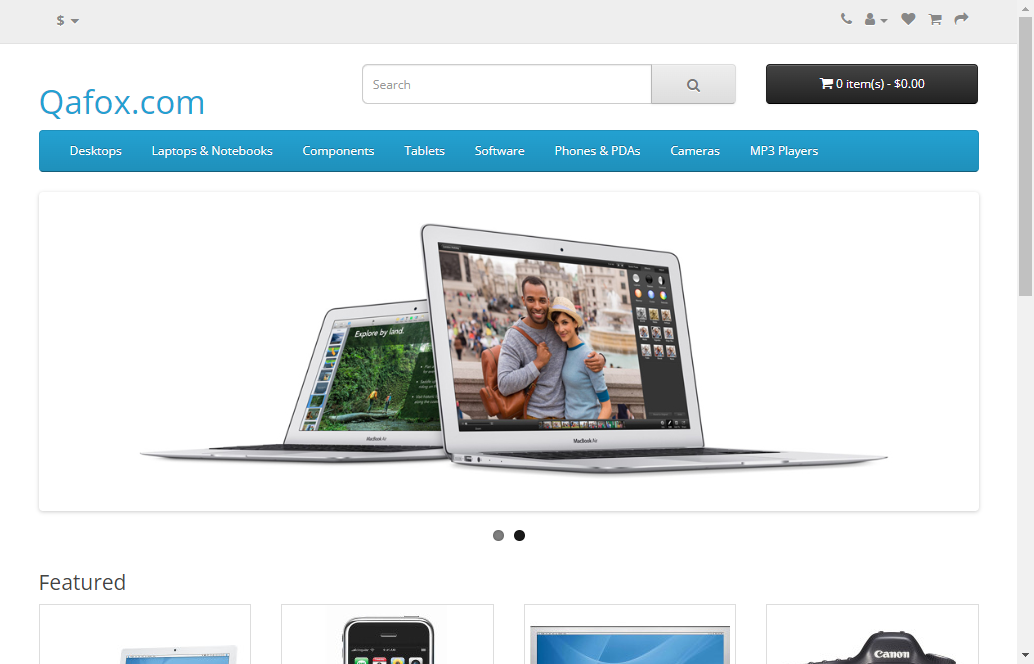 $
Search
0 item(s) - $0.00
Qafox.com
Desktops Laptops & Notebooks Components Tablets Software Phones & PDAs Cameras MP3 Players
Explore by land.
MacBook Air
MacBook Air
Featured
Canon